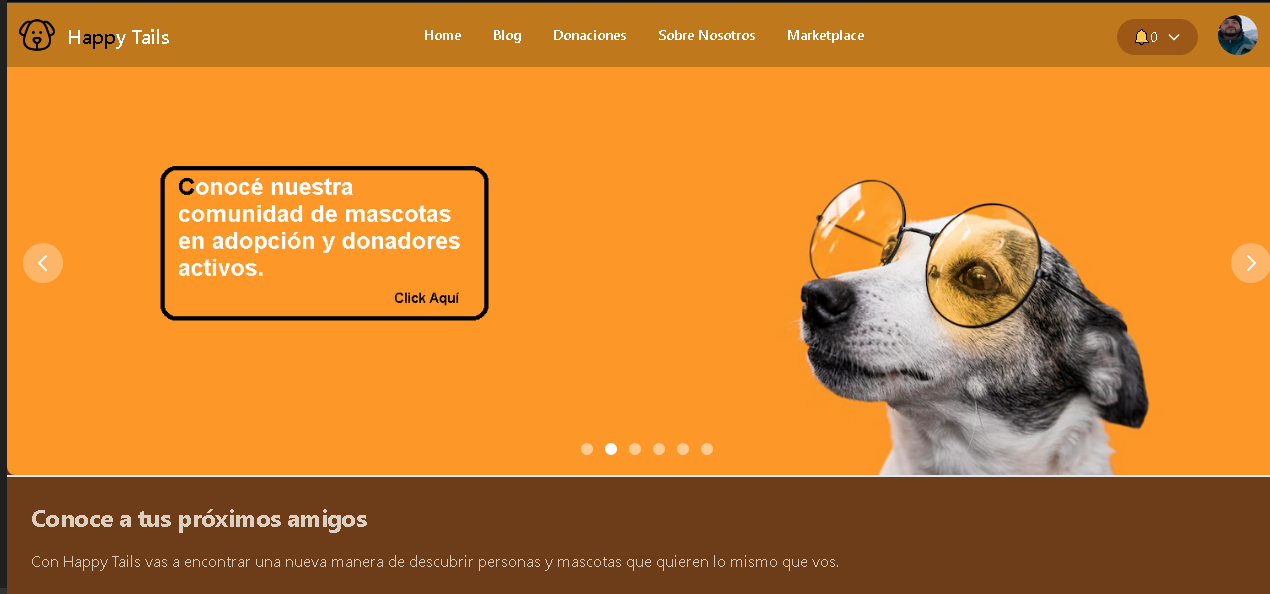 Happy Tails
Home
Blog
Donaciones
Sobre Nosotros
Marketplace
0
Conocé nuestra
comunidad de mascotas
en adopción y donadores
activos.
Click Aquí
Conoce a tus próximos amigos
Con Happy Tails vas a encontrar una nueva manera de descubrir personas y mascotas que quieren lo mismo que vos.